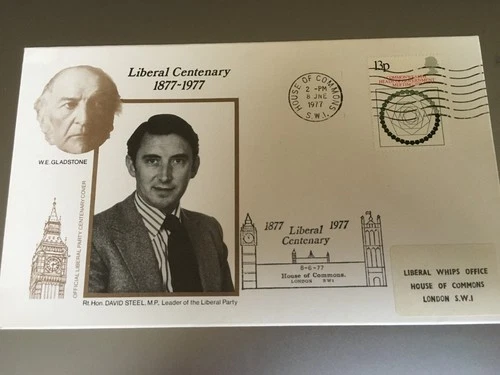 Liberal Centenary
1877-1977
W.E. GLADSTONE
OFFICIAL LIBERAL PARTY CENTENARY COVER
Rt. Hon. DAVID STEEL, M.P., Leader of the Liberal Party
HOUSE OF COMMONS
2 -PM
8 JNE
1977
S.W.1.
13p
1877 1977
Liberal
Centenary
8-6-77
House of Commons.
LONDON SW1
LIBERAL WHIPS OFFICE
HOUSE OF COMMONS
LONDON S.W.1